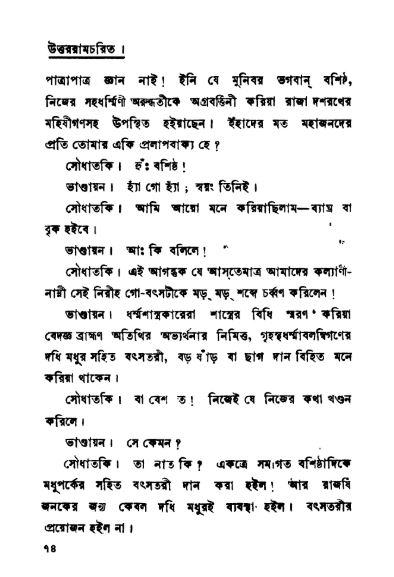 উত্তররামচরিত।
পাত্রাপাত্র জ্ঞান নাই! ইনি যে মুনিবর ভগবান্ বশিষ্ঠ,
নিজের সহধর্ম্মিণী অরুন্ধতীকে অগ্রবর্ত্তিনী করিয়া রাজা দশরথের
মহিষীগণসহ উপস্থিত হইয়াছেন। ইঁহাদের মত মহাজনদের
প্রতি তোমার একি প্রলাপবাক্য হে?
সৌধাতকি। হুঁঃ বশিষ্ঠ!
ভাণ্ডায়ন। হ্যাঁ গো হ্যাঁ; স্বয়ং তিনিই।
সৌধাতকি। আমি আরো মনে করিয়াছিলাম—ব্যাঘ্র বা
বৃক হইবে।
ভাণ্ডায়ন। আঃ কি বলিলে!
সৌধাতকি। এই আগন্তুক যে আস্‌তেমাত্র আমাদের কল্যাণী-
নাম্নী সেই নিরীহ গো-বৎসটীকে মড়্ মড়্ শব্দে চর্ব্বণ করিলেন!
ভাণ্ডায়ন। ধর্ম্মশাস্ত্রকারেরা শাস্ত্রের বিধি স্মরণ করিয়া
বেদজ্ঞ ব্রাহ্মণ অতিথির অভ্যর্থনার নিমিত্ত, গৃহস্থধর্ম্মাবলম্বিগণের
দধি মধুর সহিত বৎসতরী, বড় ষাঁড় বা ছাগ দান বিহিত মনে
করিয়া থাকেন।
সৌধাতকি। বা বেশ ত! নিজেই যে নিজের কথা খণ্ডন
করিলে।
ভাণ্ডায়ন। সে কেমন?
সৌধাতকি। তা নাত কি? একত্রে সমাগত বশিষ্ঠাদিকে
মধুপর্কের সহিত বৎসতরী দান করা হইল! আর রাজর্ষি
জনকের জন্য কেবল দধি মধুরই ব্যবস্থা হইল। বৎসতরীর
প্রয়োজন হইল না।
৭৪